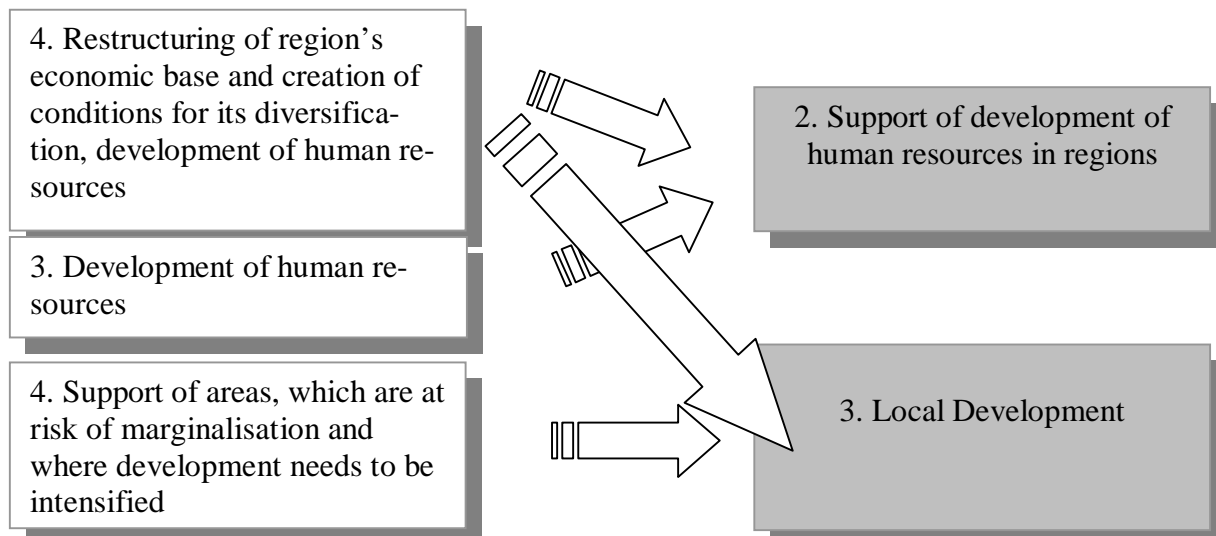 4. Restructuring of region’s
economic base and creation of
conditions for its diversifica-
tion, development of human re-
sources
3. Development of human re-
sources
4. Support of areas, which are at
risk of marginalisation and
where development needs to be
intensified
2. Support of development of
human resources in regions
3. Local Development